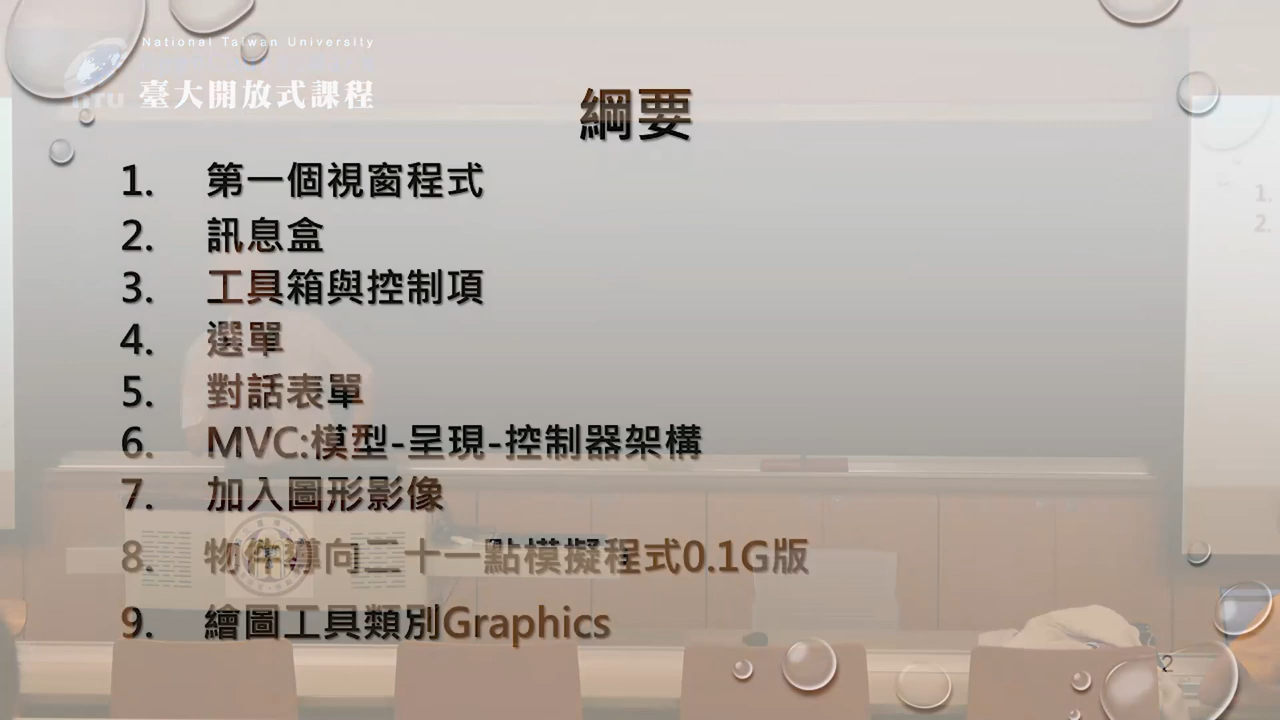 National Taiwan University
臺大開放式課程
綱要
1. 第一個視窗程式
2. 訊息盒
3. 工具箱與控制項
4. 選單
5. 對話表單
6. MVC:模型-呈現-控制器架構
7. 加入圖形影像
8. 物件導向二十一點模擬程式0.1G版
9. 繪圖工具類別Graphics
1.
2.
2